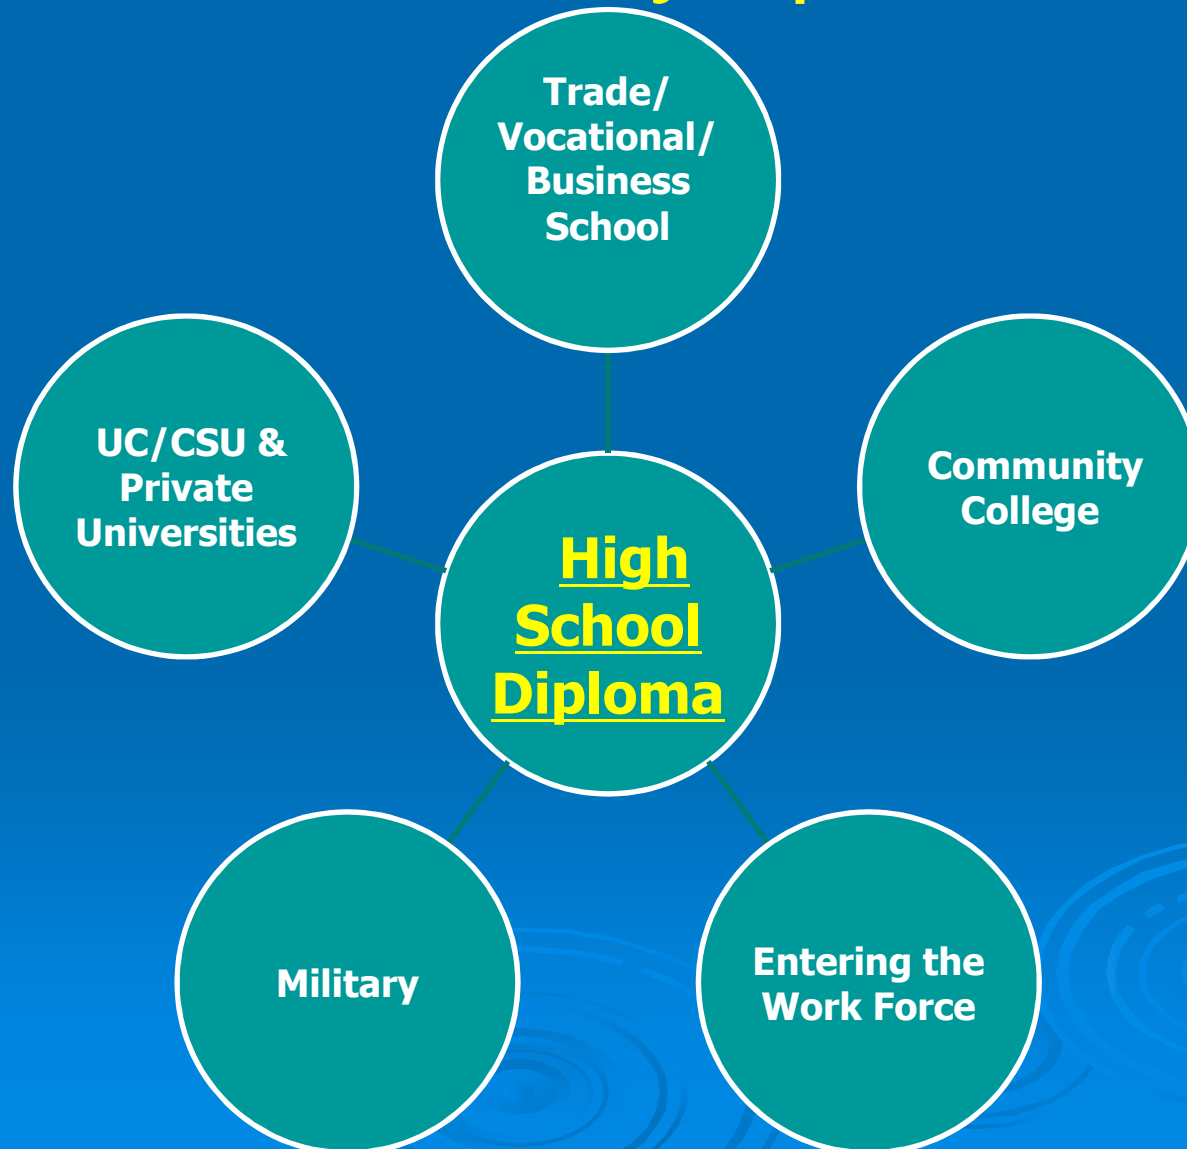 Trade/
Vocational/
Business
School
UC/CSU &
Private
Universities
Community
College
High
School
Diploma
Military
Entering the
Work Force